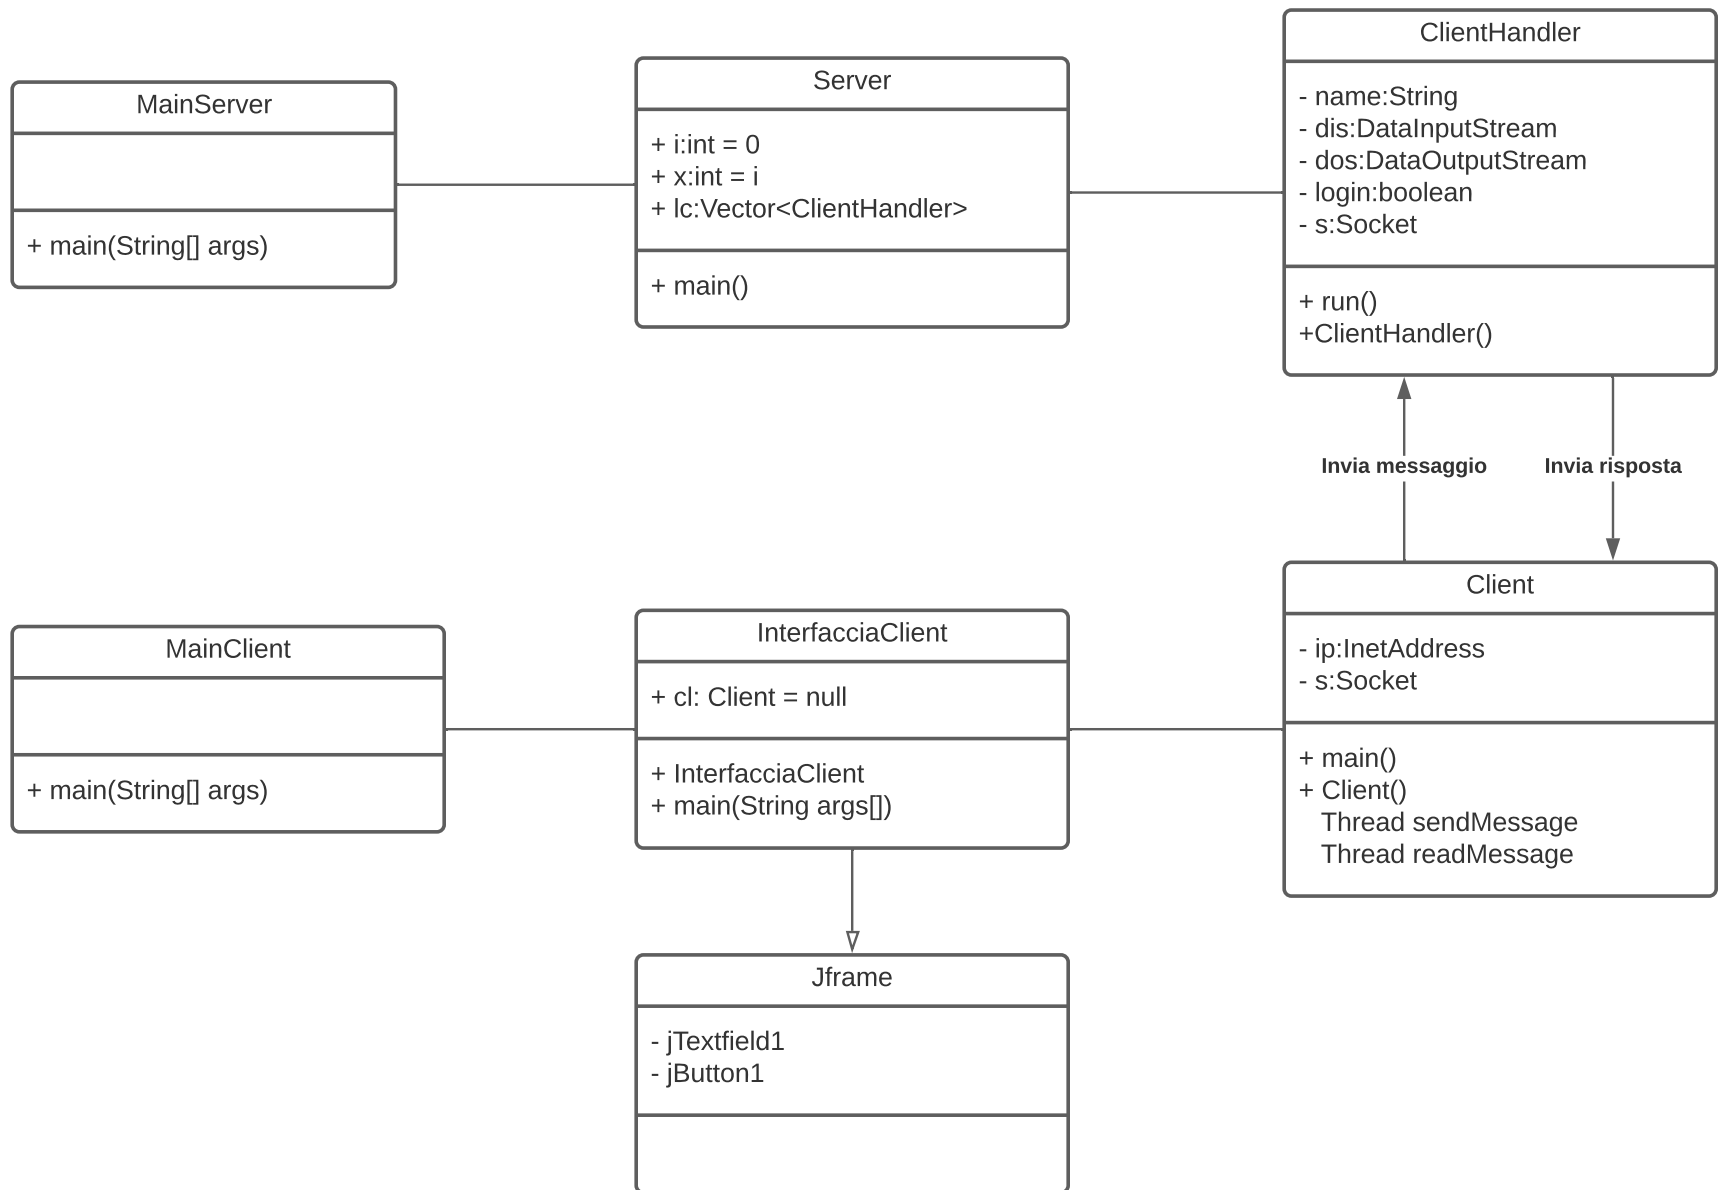 MainServer
+ main(String[] args)
Server
+ i:int = 0
+ x:int = i
+ lc:Vector<ClientHandler>
+ main()
ClientHandler
- name:String
- dis:DataInputStream
- dos:DataOutputStream
- login:boolean
- s:Socket
+ run()
+ClientHandler()
Invia messaggio
Invia risposta
MainClient
+ main(String[] args)
InterfacciaClient
+ cl: Client = null
+ InterfacciaClient
+ main(String args[])
Client
- ip:InetAddress
- s:Socket
+ main()
+ Client()
Thread sendMessage
Thread readMessage
Jframe
- jTextfield1
- jButton1